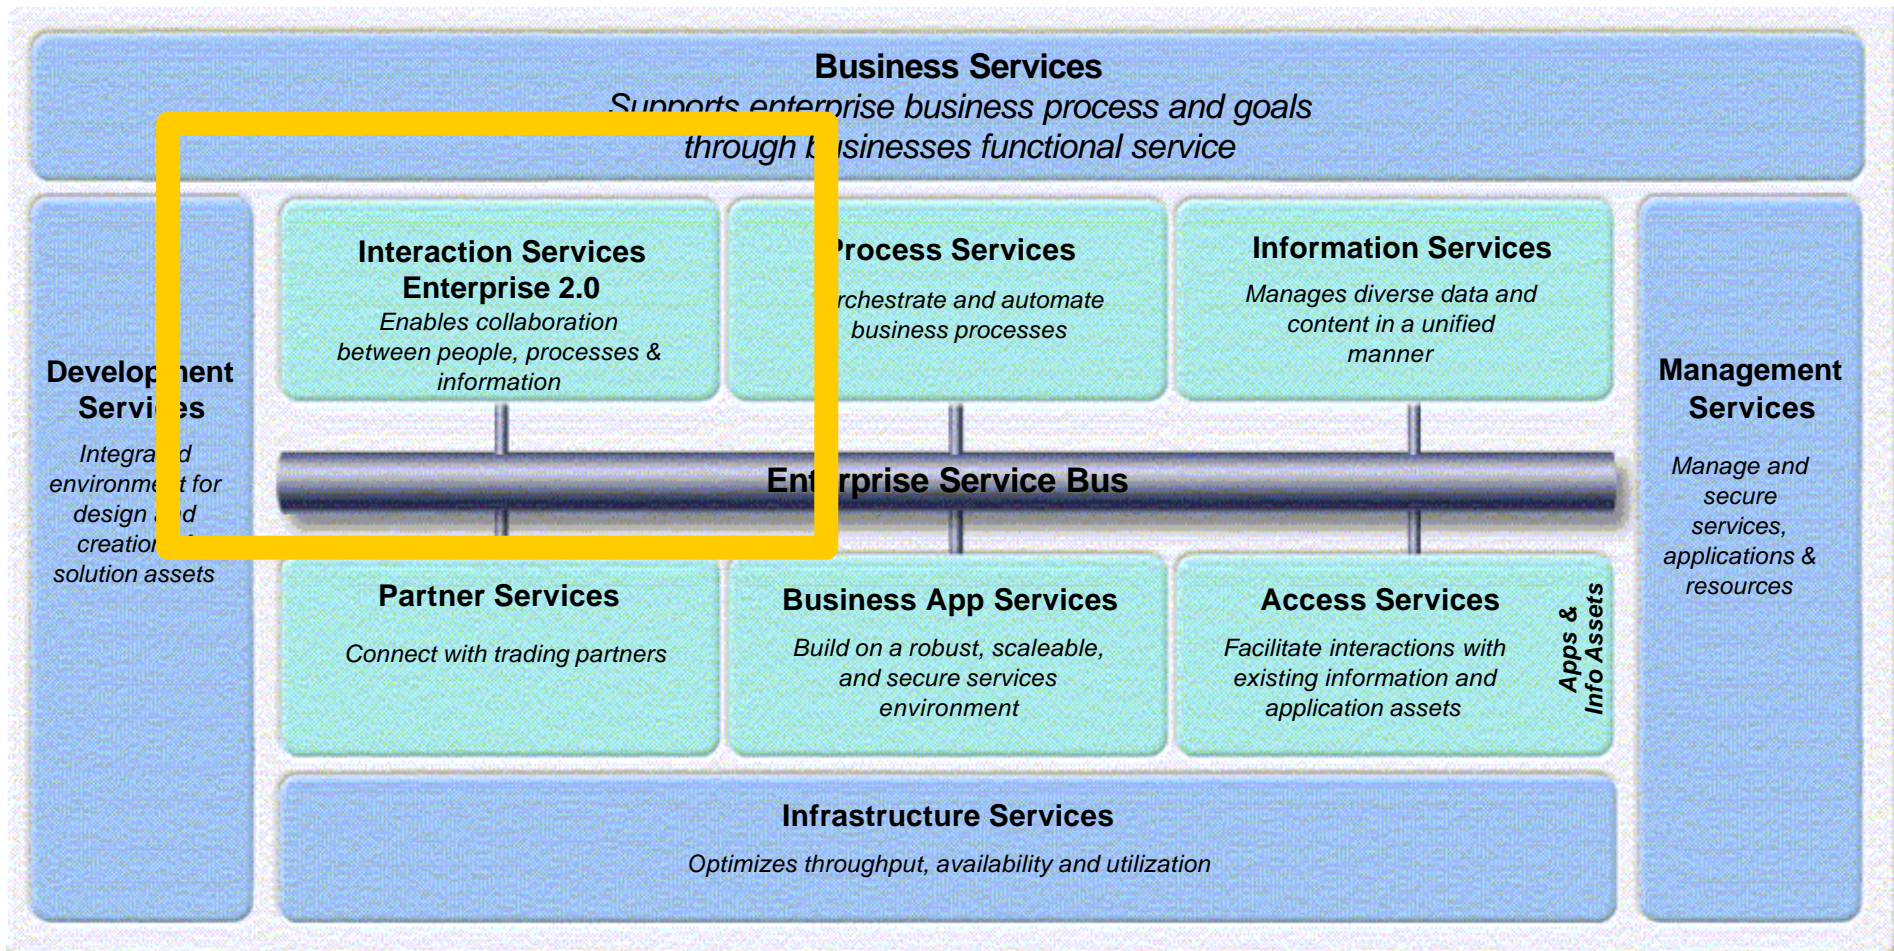 Business Services
Supports enterprise business process and goals
through businesses functional service
Interaction Services
Enterprise 2.0
Enables collaboration
between people, processes &
information
Process Services
Orchestrate and automate
business processes
Information Services
Manages diverse data and
content in a unified
manner
Development
Services
Integrated
environment for
design and
creation of
solution assets
Management
Services
Manage and
secure
services,
applications &
resources
Enterprise Service Bus
Partner Services
Connect with trading partners
Business App Services
Build on a robust, scaleable,
and secure services
environment
Access Services
Facilitate interactions with
existing information and
application assets
Apps &
Info Assets
Infrastructure Services
Optimizes throughput, availability and utilization